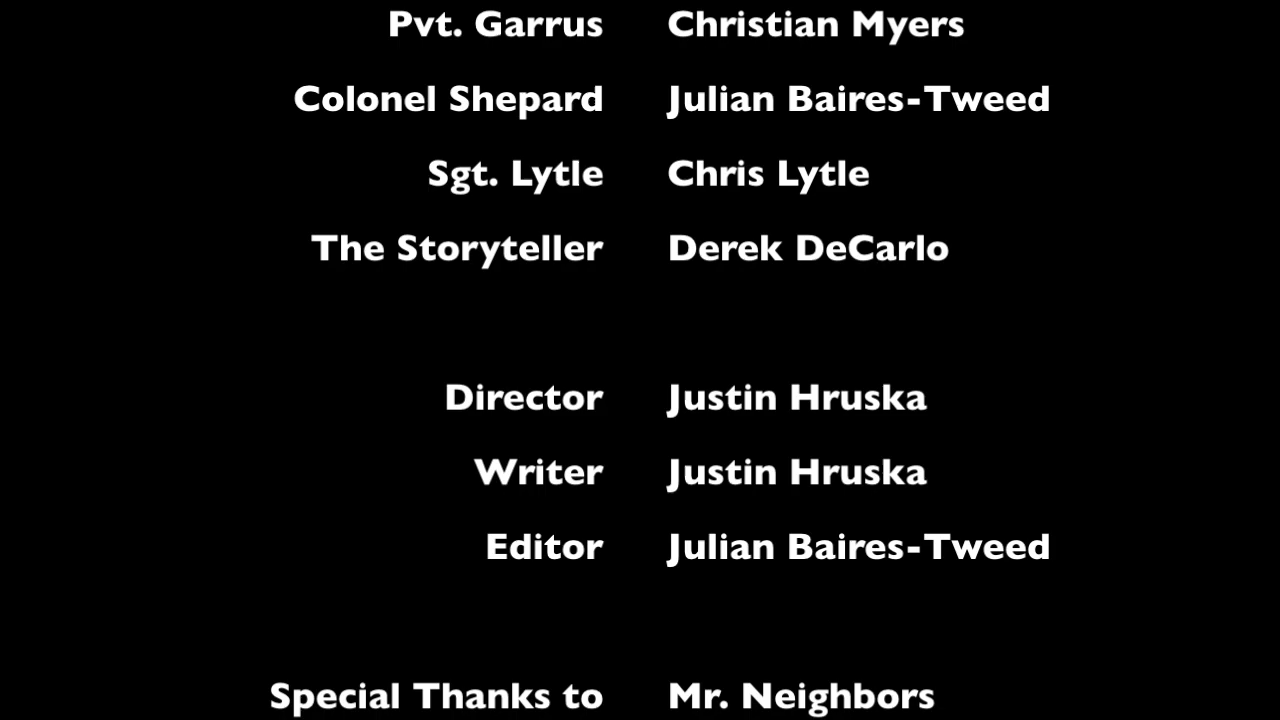 Pvt. Garrus Christian Myers
Colonel Shepard Julian Baires-Tweed
Sgt. Lytle Chris Lytle
The Storyteller Derek DeCarlo
Director Justin Hruska
Writer Justin Hruska
Editor Julian Baires-Tweed
Special Thanks to Mr. Neighbors